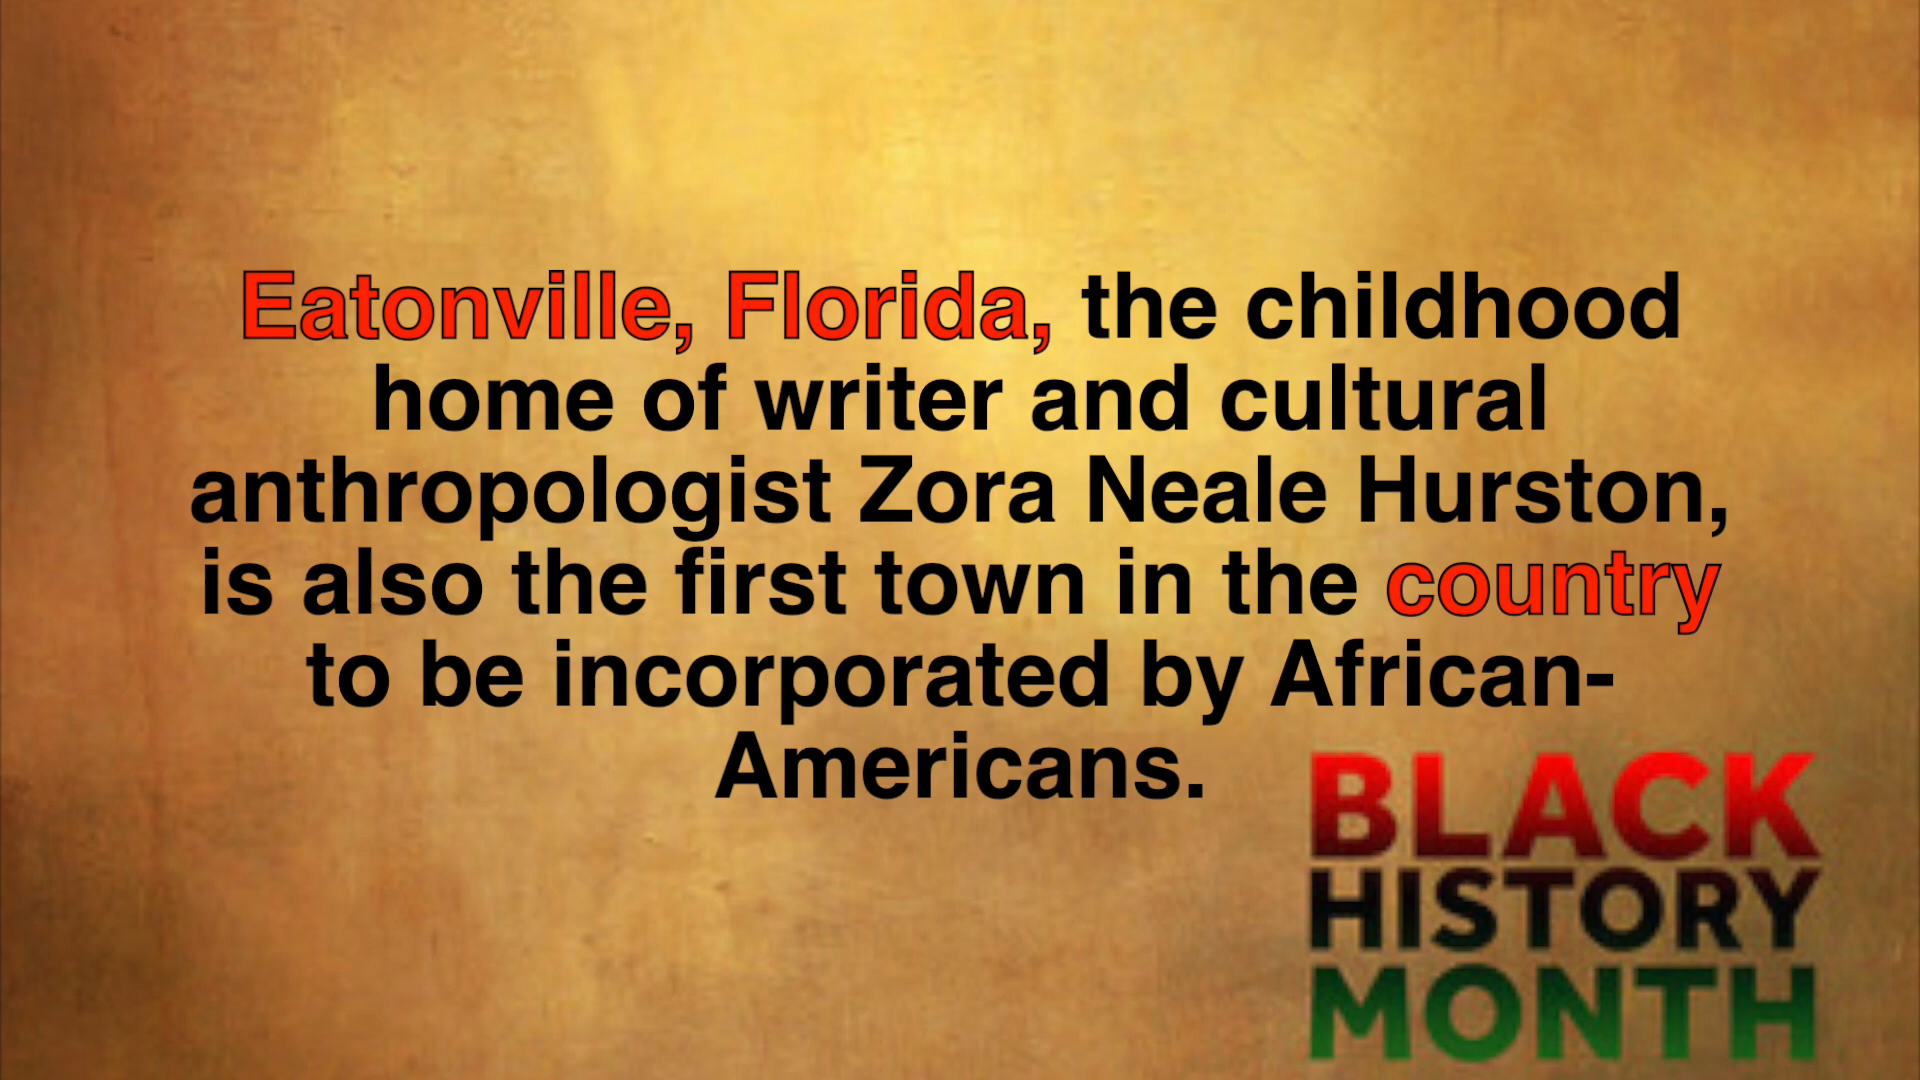 Eatonville, Florida, the childhood
home of writer and cultural
anthropologist Zora Neale Hurston,
is also the first town in the country
to be incorporated by African-
Americans.
BLACK
HISTORY
MONTH